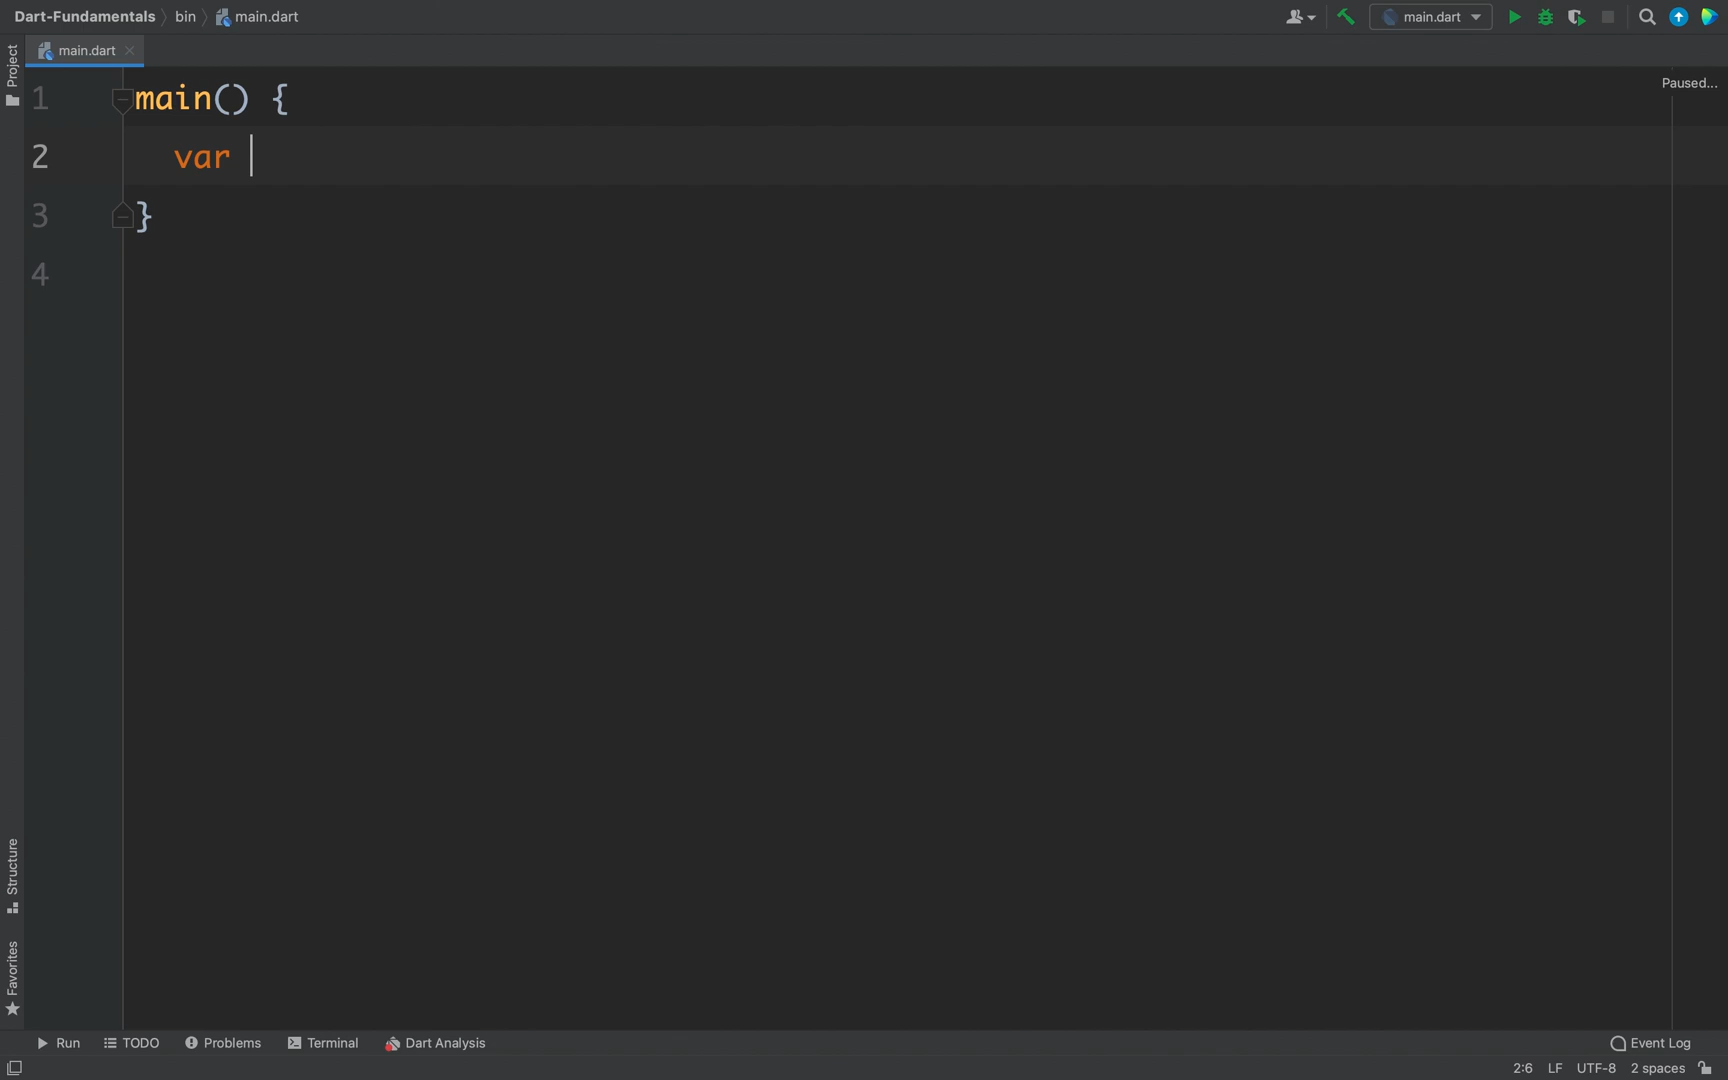 Dart-Fundamentals bin main.dart main.dart
Project main.dart
Paused...
1 main() {
2 var
3 }
4
Structure
Favorites
Run TODO Problems Terminal Dart Analysis Event Log
2:6 LF UTF-8 2 spaces